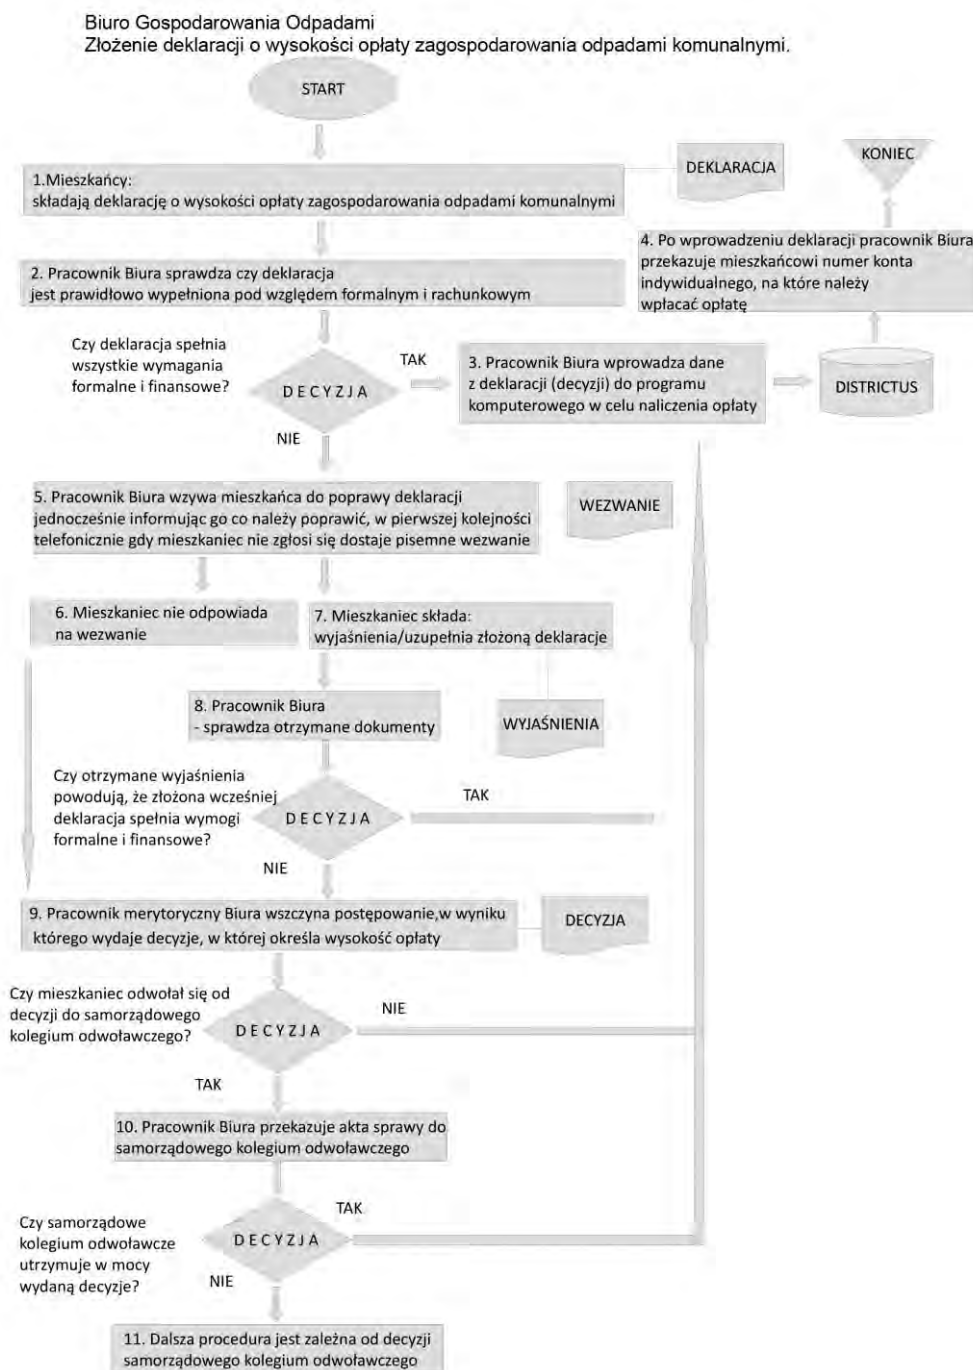 Biuro Gospodarowania Odpadami
Złożenie deklaracji o wysokości opłaty zagospodarowania odpadami komunalnymi.
START
1.Mieszkańcy:
składają deklarację o wysokości opłaty zagospodarowania odpadami komunalnymi
DEKLARACJA
KONIEC
2. Pracownik Biura sprawdza czy deklaracja
jest prawidłowo wypełniona pod względem formalnym i rachunkowym
4. Po wprowadzeniu deklaracji pracownik Biura
przekazuje mieszkańcowi numer konta
indywidualnego, na które należy
wpłacać opłatę
Czy deklaracja spełnia
wszystkie wymagania
formalne i finansowe?
D E C Y Z J A
TAK
3. Pracownik Biura wprowadza dane
z deklaracji (decyzji) do programu
komputerowego w celu naliczenia opłaty
DISTRICTUS
NIE
5. Pracownik Biura wzywa mieszkańca do poprawy deklaracji
jednocześnie informując go co należy poprawić, w pierwszej kolejności
telefonicznie gdy mieszkaniec nie zgłosi się dostaje pisemne wezwanie
WEZWANIE
6. Mieszkaniec nie odpowiada
na wezwanie
7. Mieszkaniec składa:
wyjaśnienia/uzupełnia złożoną deklaracje
8. Pracownik Biura
- sprawdza otrzymane dokumenty
WYJAŚNIENIA
Czy otrzymane wyjaśnienia
powodują, że złożona wcześniej
deklaracja spełnia wymogi
formalne i finansowe?
D E C Y Z J A
TAK
NIE
9. Pracownik merytoryczny Biura wszczyna postępowanie,w wyniku
którego wydaje decyzje, w której określa wysokość opłaty
DECYZJA
Czy mieszkaniec odwołał się od
decyzji do samorządowego
kolegium odwoławczego?
D E C Y Z J A
NIE
TAK
10. Pracownik Biura przekazuje akta sprawy do
samorządowego kolegium odwoławczego
Czy samorządowe
kolegium odwoławcze
utrzymuje w mocy
wydaną decyzje?
D E C Y Z J A
TAK
NIE
11. Dalsza procedura jest zależna od decyzji
samorządowego kolegium odwoławczego